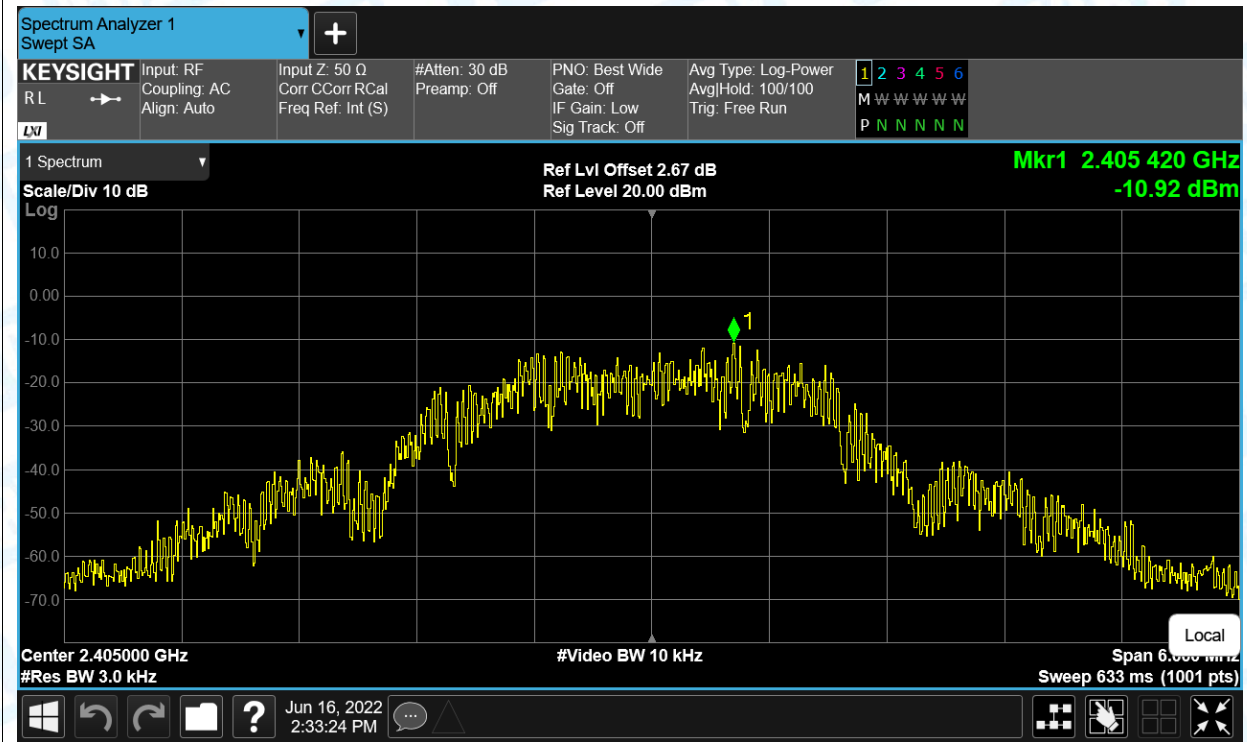 Spectrum Analyzer 1
Swept SA
KEYSIGHT
R L
LXI
Input: RF
Coupling: AC
Align: Auto
Input Z: 50 Ω
Corr CCorr RCal
Freq Ref: Int (S)
#Atten: 30 dB
Preamp: Off
PNO: Best Wide
Gate: Off
IF Gain: Low
Sig Track: Off
Avg Type: Log-Power
Avg|Hold: 100/100
Trig: Free Run
1 2 3 4 5 6
M W W W W W
P N N N N N
1 Spectrum
Scale/Div 10 dB
Log
Ref Lvl Offset 2.67 dB
Ref Level 20.00 dBm
Mkr1 2.405 420 GHz
-10.92 dBm
10.0
0.00
-10.0
-20.0
-30.0
-40.0
-50.0
-60.0
-70.0
1
Local
Center 2.405000 GHz
#Res BW 3.0 kHz
#Video BW 10 kHz
Span
Sweep 633 ms (1001 pts)
?
Jun 16, 2022
2:33:24 PM